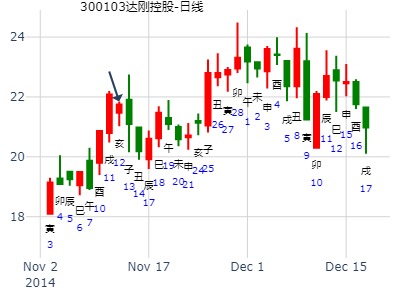 300103达刚控股-日线
24
22
20
18
寅 3
卯 4
辰 5
巳 6
午 7
酉 10
戌 11
亥 12
子 13
丑 14
辰 17
巳 18
午 19
未 20
申 21
亥 24
子 25
丑 26
寅 27
卯 28
午 1
未 2
申 3
酉 4
戌 5
丑 8
寅 9
卯 10
辰 11
巳 12
申 15
酉 16
戌 17
Nov 2
2014
Nov 17
Dec 1
Dec 15